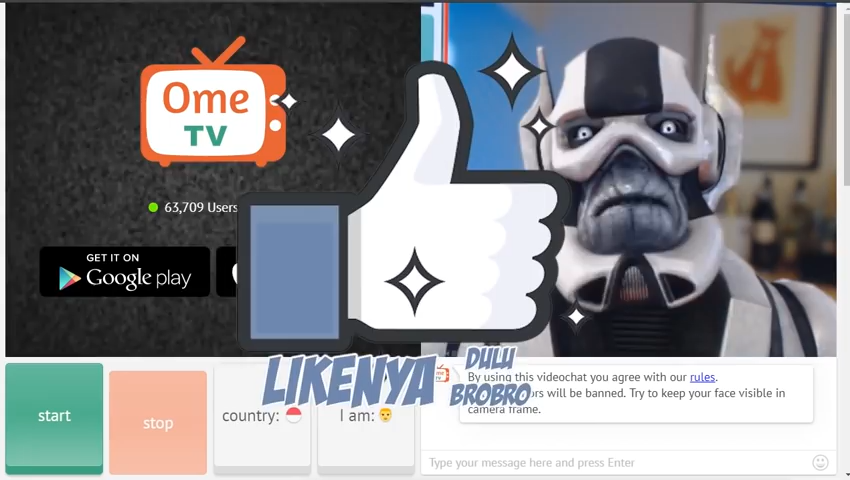 Ome
TV
63,709 Users
GET IT ON
Google play
LIKENYA
DULU
BROBRO
start
stop
country:
I am:
By using this videochat you agree with our rules.
will be banned. Try to keep your face visible in
camera frame.
Type your message here and press Enter